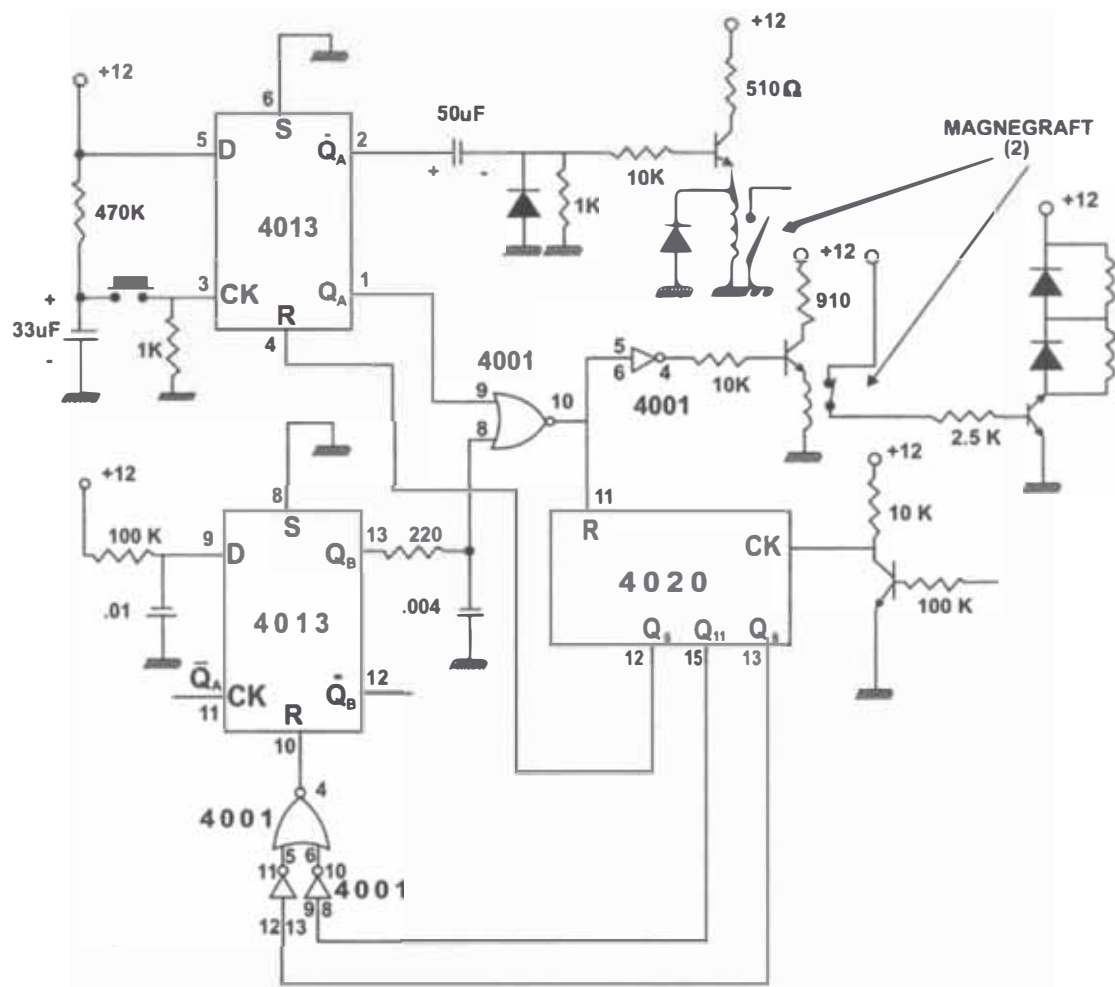 +12
+12
510Ω
6
S
50uF
MAGNEGRAFT
(2)
5
D
Q̄A
2
+
-
10K
1K
+12
470K
4013
+12
3
CK
QA
1
910
+
33uF
-
1K
R
4
4001
9
8
10
5
6
4
10K
4001
2.5 K
+12
+12
8
S
11
R
10 K
100 K
9
D
QB
13
220
CK
4020
100 K
.01
4013
.004
Q11
12
15
13
Q̄A
11
CK
Q̄B
12
R
10
4
4001
5
6
11
10
4001
9
8
12
13